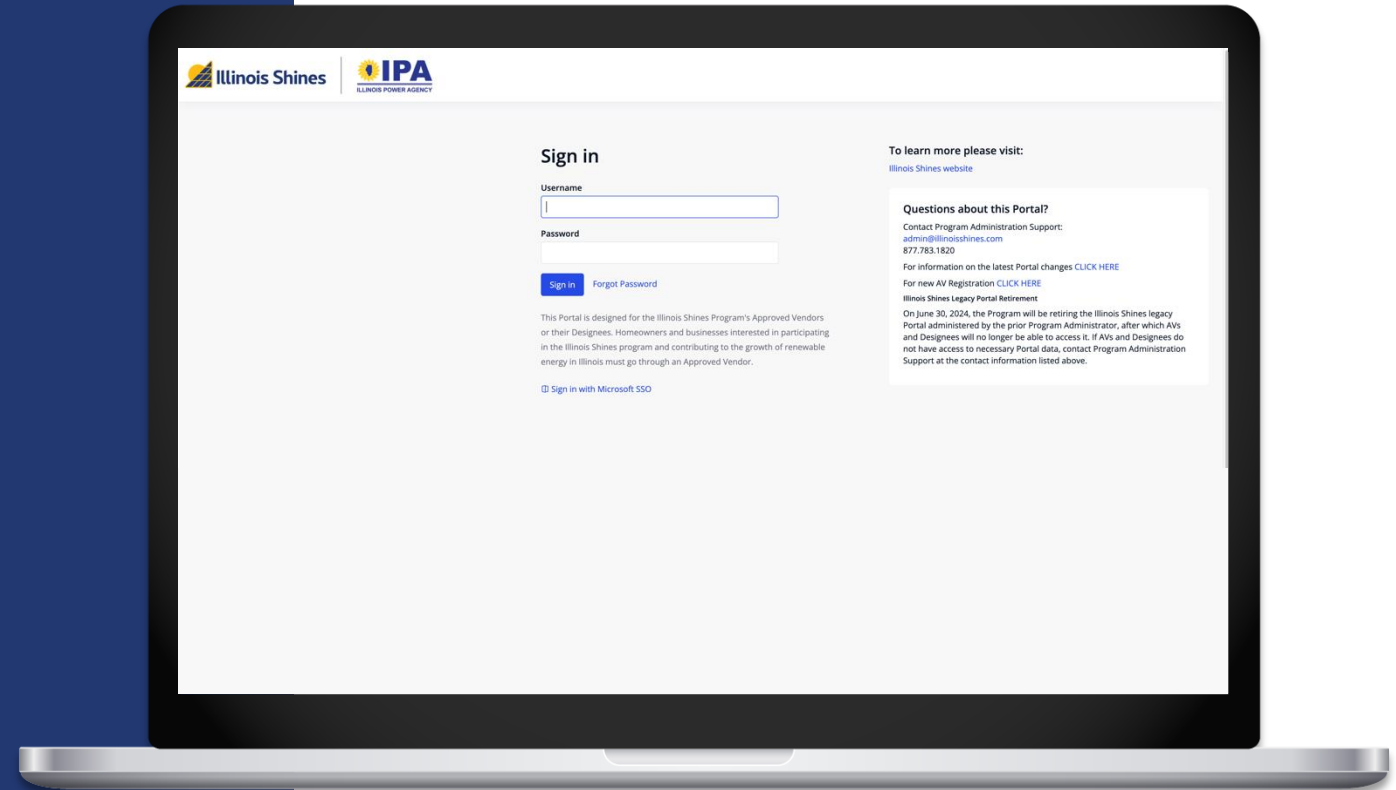 Illinois Shines
IPA
ILLINOIS POWER AGENCY
Sign in
Username
Password
Sign in Forgot Password
This Portal is designed for the Illinois Shines Program's Approved Vendors
or their Designees. Homeowners and businesses interested in participating
in the Illinois Shines program and contributing to the growth of renewable
energy in Illinois must go through an Approved Vendor.
Sign in with Microsoft SSO
To learn more please visit:
Illinois Shines website
Questions about this Portal?
Contact Program Administration Support:
admin@illinoisshines.com
877.783.1820
For information on the latest Portal changes CLICK HERE
For new AV Registration CLICK HERE
Illinois Shines Legacy Portal Retirement
On June 30, 2024, the Program will be retiring the Illinois Shines legacy
Portal administered by the prior Program Administrator, after which AVs
and Designees will no longer be able to access it. If AVs and Designees do
not have access to necessary Portal data, contact Program Administration
Support at the contact information listed above.